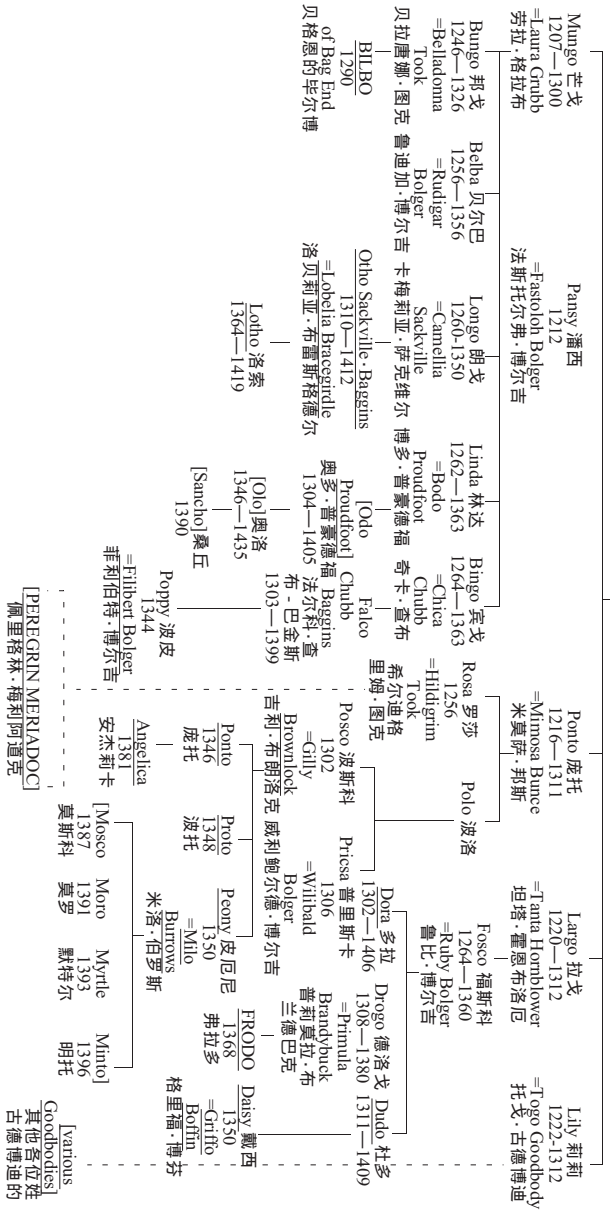 Mungo 芒戈
1207—1300
=Laura Grubb
劳拉·格拉布
Pansy 潘西
1212
=Fastoloh Bolger
法斯托尔弗·博尔吉
Ponto 庞托
1216—1311
=Mimosa Bunce
米莫萨·邦斯
Largo 拉戈
1220—1312
=Tanta Hornblower
坦塔·霍恩布洛厄
Lily 莉莉
1222-1312
=Togo Goodbody
托戈·古德博迪
Bungo 邦戈
1246—1326
=Belladonna
Took
贝拉唐娜·图克
Belba 贝尔巴
1256—1356
=Rudigar
Bolger
鲁迪加·博尔吉
Longo 朗戈
1260-1350
=Camellia
Sackville
卡梅莉亚·萨克维尔
Linda 林达
1262—1363
=Bodo
Proudfoot
博多·普豪德福
Bingo 宾戈
1264—1363
=Chica
Chubb
奇卡·查布
Rosa 罗莎
1256
=Hildigrim
Took
希尔迪格
里姆·图克
Polo 波洛
Fosco 福斯科
1264—1360
=Ruby Bolger
鲁比·博尔吉
BILBO
of Bag End
1290
贝格恩的毕尔博
Otho Sackville·Baggins
1310—1412
=Lobelia Bracegirdle
洛贝莉亚·布雷斯格德尔
[Odo
Proudfoot]
奥多·普豪德福
1304—1405
Falco
Chubb
Baggins
法尔科·查
布-巴金斯
1303—1399
Posco 波斯科
1302
=Gilly
Brownlock
吉利·布朗洛克
Pricsa 普里斯卡
1306
=Wilibald
Bolger
威利鲍尔德·博尔吉
Dora 多拉
1302—1406
Drogo 德洛戈
1308—1380
=Primula
Brandybuck
普莉莫拉·布
兰德巴克
Dudo 杜多
1311—1409
Lotho 洛索
1364—1419
[Olo]奥洛
1346—1435
Ponto
1346
庞托
Proto
1348
波托
Peony 皮厄尼
1350
=Milo
Burrows
米洛·伯罗斯
FRODO
1368
弗拉多
Daisy 戴西
1350
=Griffo
Boffin
格里福·博芬
[Sancho]桑丘
1390
Poppy 波皮
1344
=Filibert Bolger
菲利伯特·博尔吉
Angelica
1381
安杰莉卡
[Mosco
1387
莫斯科
Moro
1391
莫罗
Myrtle
1393
默特尔
Minto]
1396
明托
[PEREGRIN MERIADOC]
佩里格林·梅利阿道克
[various
Goodbodies]
其他各位姓
古德博迪的